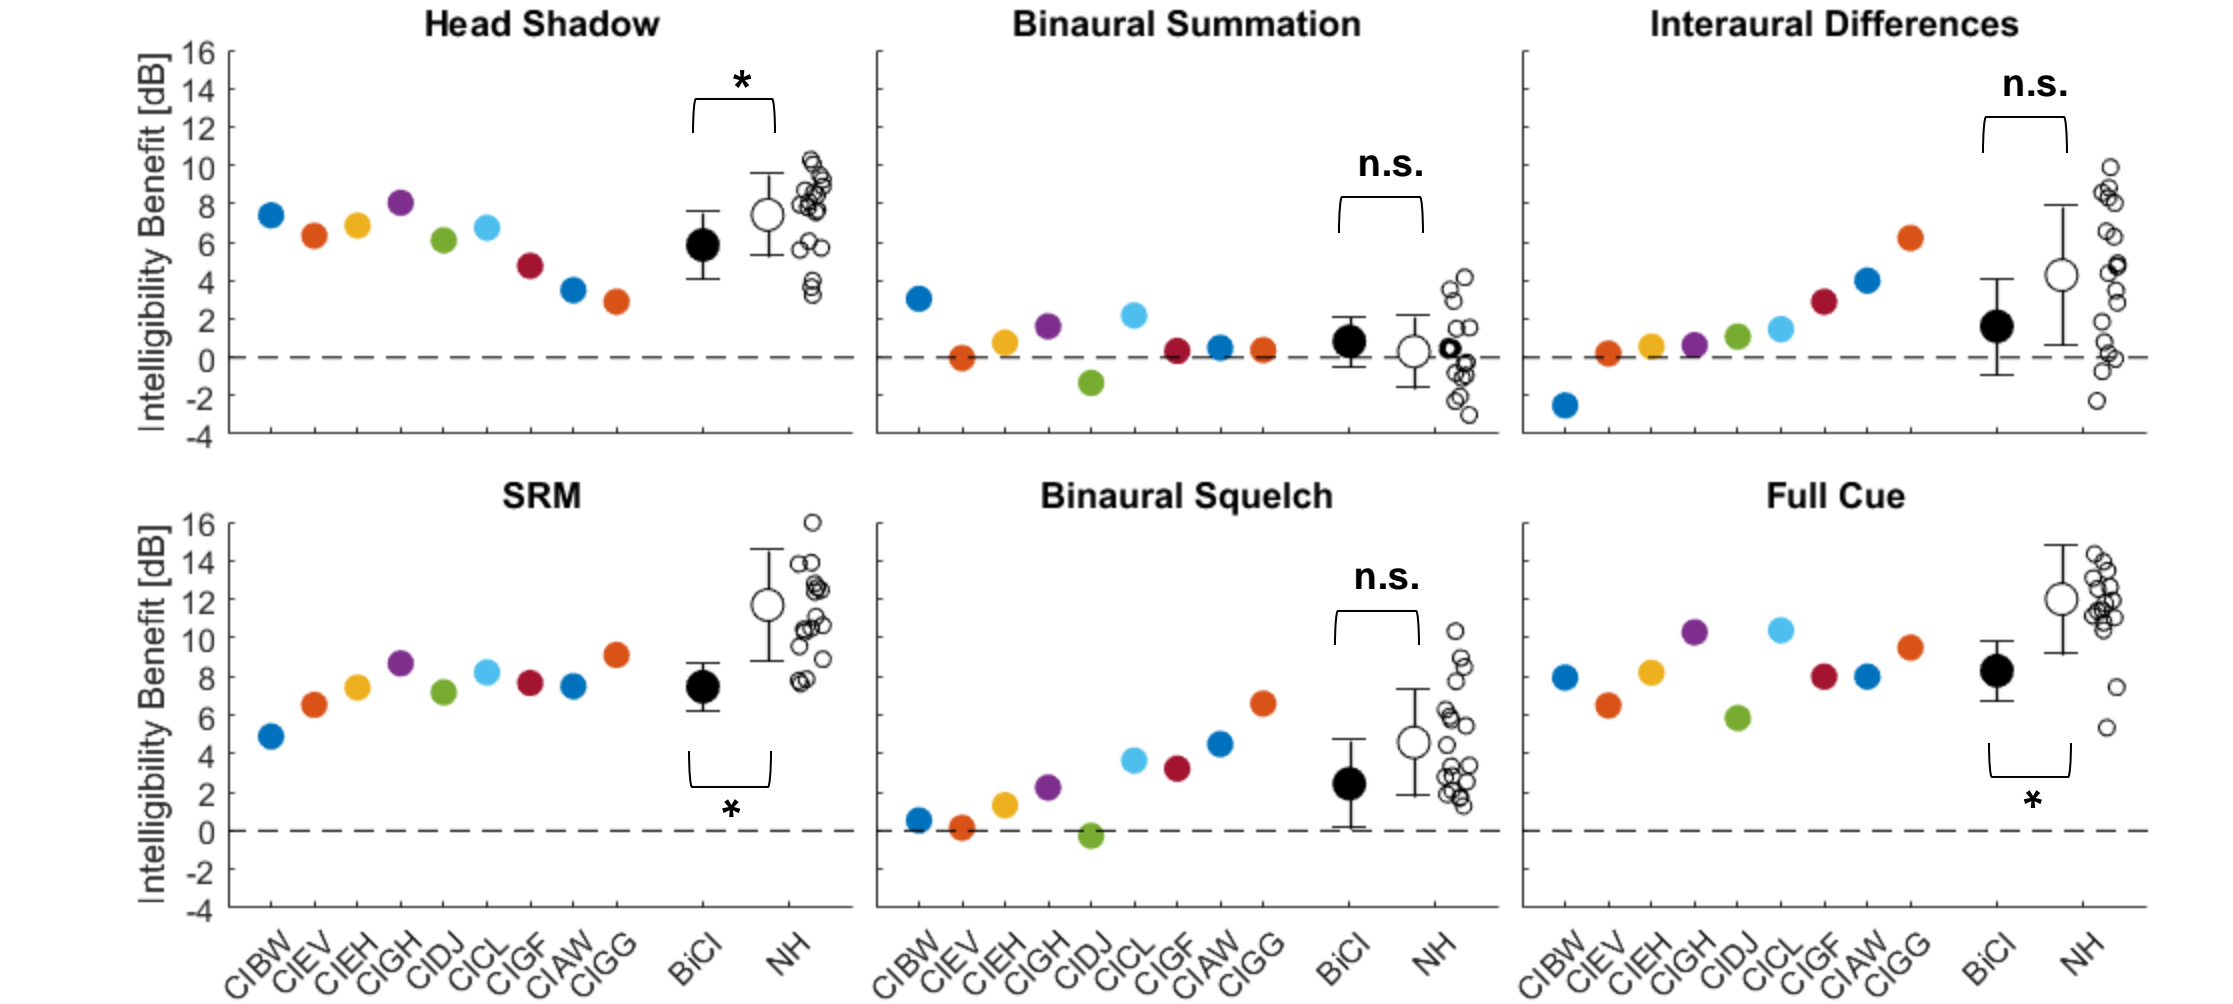 Head Shadow
Binaural Summation
Interaural Differences
Intelligibility Benefit [dB]
16
14
12
10
8
6
4
2
0
-2
-4
*
n.s.
n.s.
SRM
Binaural Squelch
Full Cue
Intelligibility Benefit [dB]
16
14
12
10
8
6
4
2
0
-2
-4
*
n.s.
*
CIBW CIEV CIEH CIGH CIDJ CICL CIGF CIAW CIGG BiCI NH
CIBW CIEV CIEH CIGH CIDJ CICL CIGF CIAW CIGG BiCI NH
CIBW CIEV CIEH CIGH CIDJ CICL CIGF CIAW CIGG BiCI NH